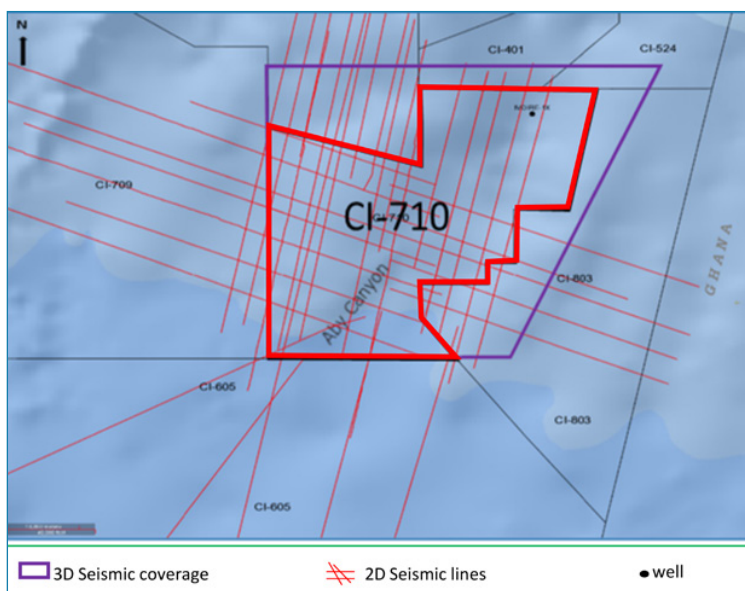 N
CI-401
CI-524
CI-709
CI-710
Aby Canyon
CI-803
GHANA
CI-605
CI-803
CI-605
3D Seismic coverage
2D Seismic lines
well